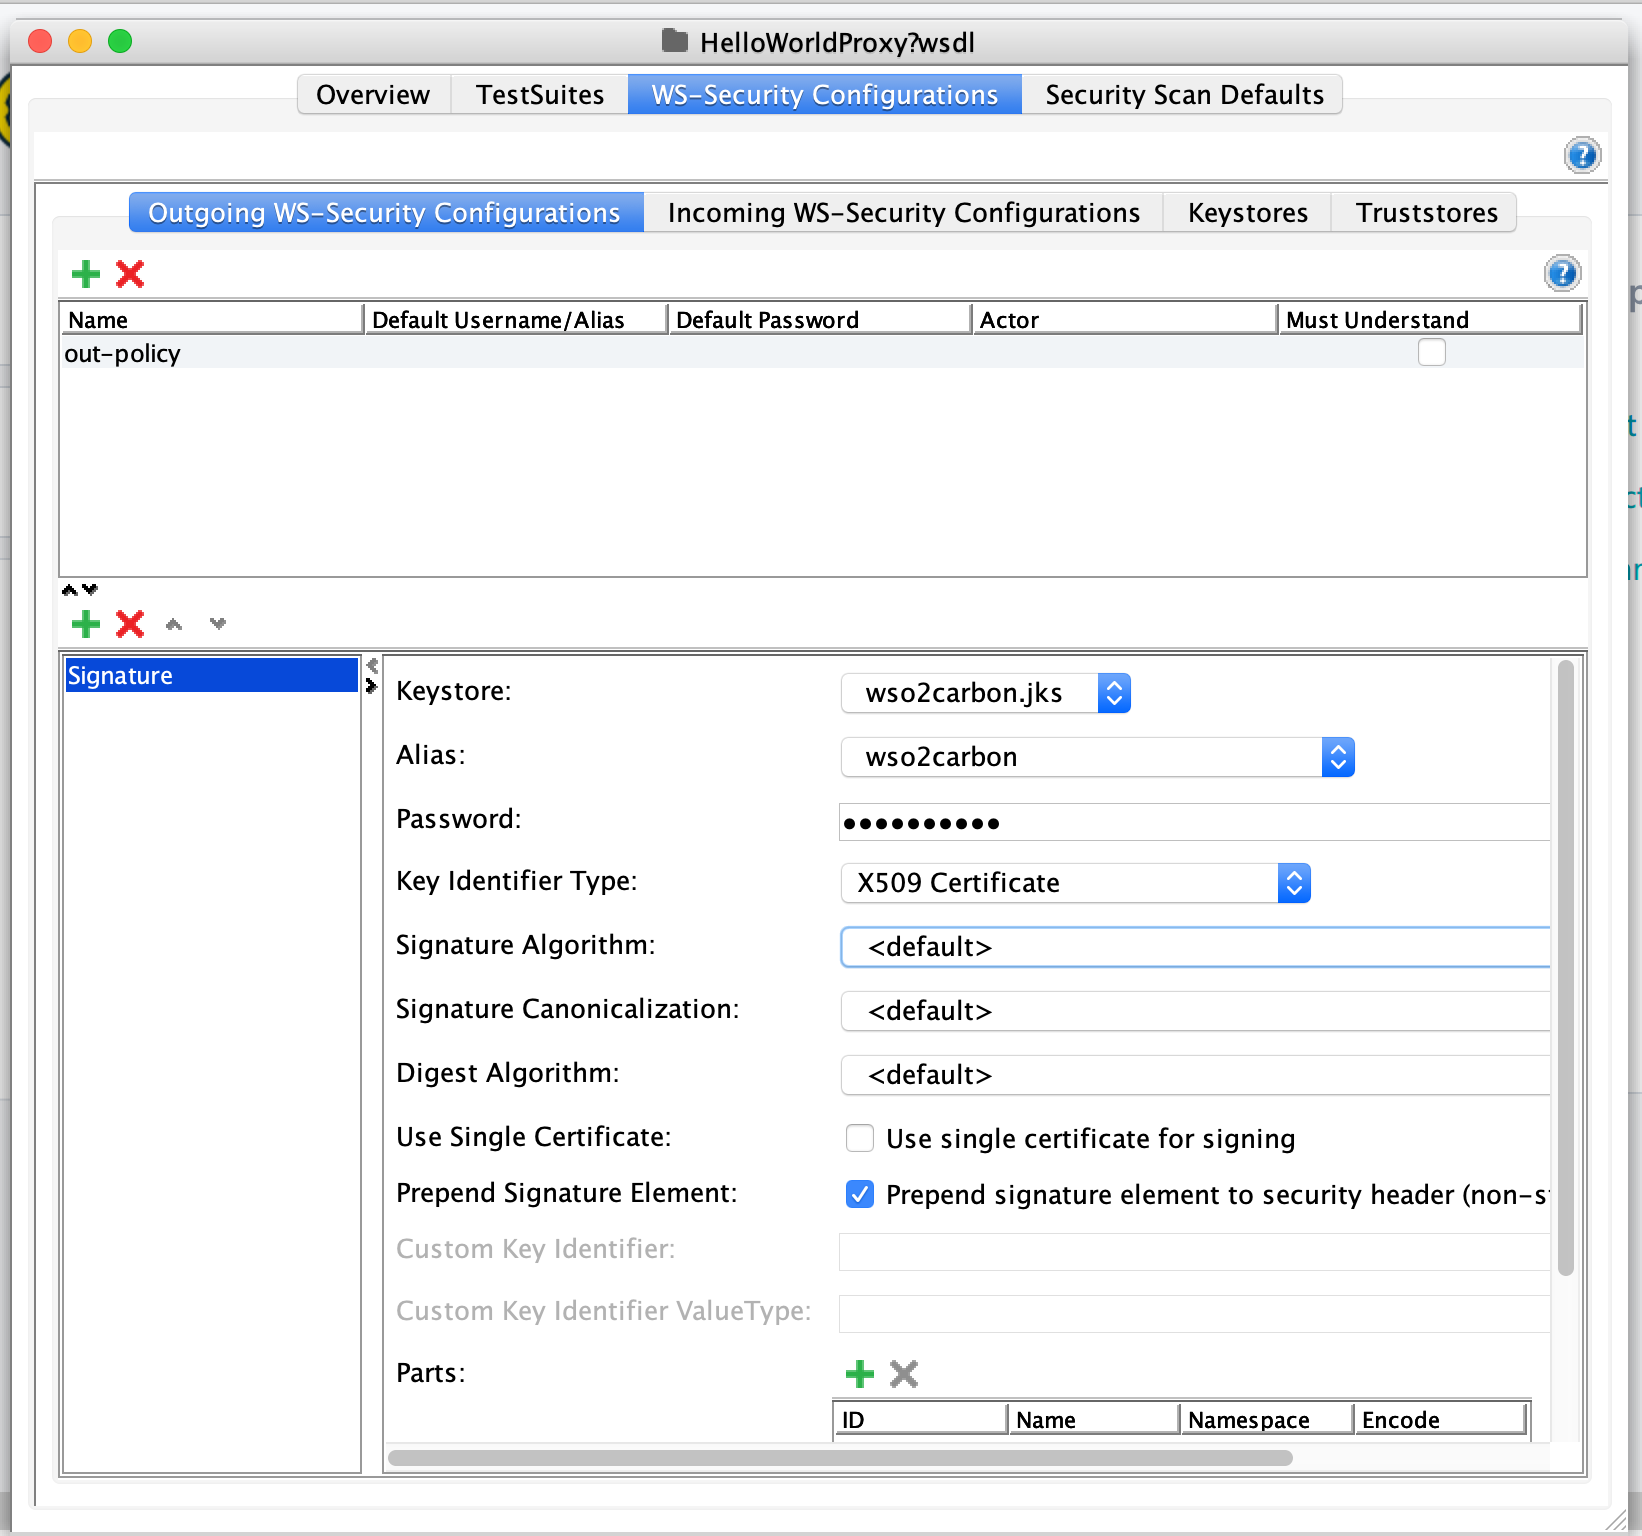 HelloWorldProxy?wsdl
Overview TestSuites WS-Security Configurations Security Scan Defaults
Outgoing WS-Security Configurations Incoming WS-Security Configurations Keystores Truststores
Name Default Username/Alias Default Password Actor Must Understand
out-policy
Signature
Keystore: wso2carbon.jks
Alias: wso2carbon
Password: ••••••••••
Key Identifier Type: X509 Certificate
Signature Algorithm: <default>
Signature Canonicalization: <default>
Digest Algorithm: <default>
Use Single Certificate: Use single certificate for signing
Prepend Signature Element: Prepend signature element to security header (non-s
Custom Key Identifier:
Custom Key Identifier ValueType:
Parts:
ID Name Namespace Encode